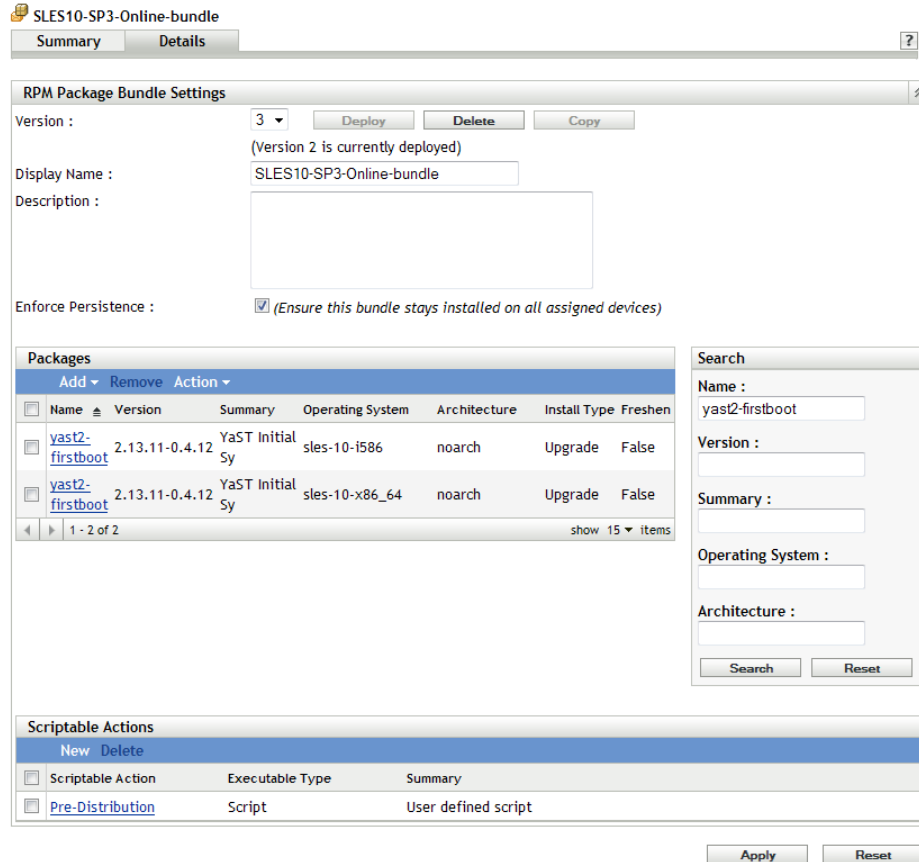 SLES10-SP3-Online-bundle
Summary Details ?
RPM Package Bundle Settings
Version : 3 Deploy Delete Copy
(Version 2 is currently deployed)
Display Name : SLES10-SP3-Online-bundle
Description :
Enforce Persistence : (Ensure this bundle stays installed on all assigned devices)
Packages
Add Remove Action
Name Version Summary Operating System Architecture Install Type Freshen
yast2-firstboot 2.13.11-0.4.12 YaST Initial Sy sles-10-i586 noarch Upgrade False
yast2-firstboot 2.13.11-0.4.12 YaST Initial Sy sles-10-x86_64 noarch Upgrade False
1 - 2 of 2 show 15 items
Search
Name :
yast2-firstboot
Version :
Summary :
Operating System :
Architecture :
Search Reset
Scriptable Actions
New Delete
Scriptable Action Executable Type Summary
Pre-Distribution Script User defined script
Apply Reset